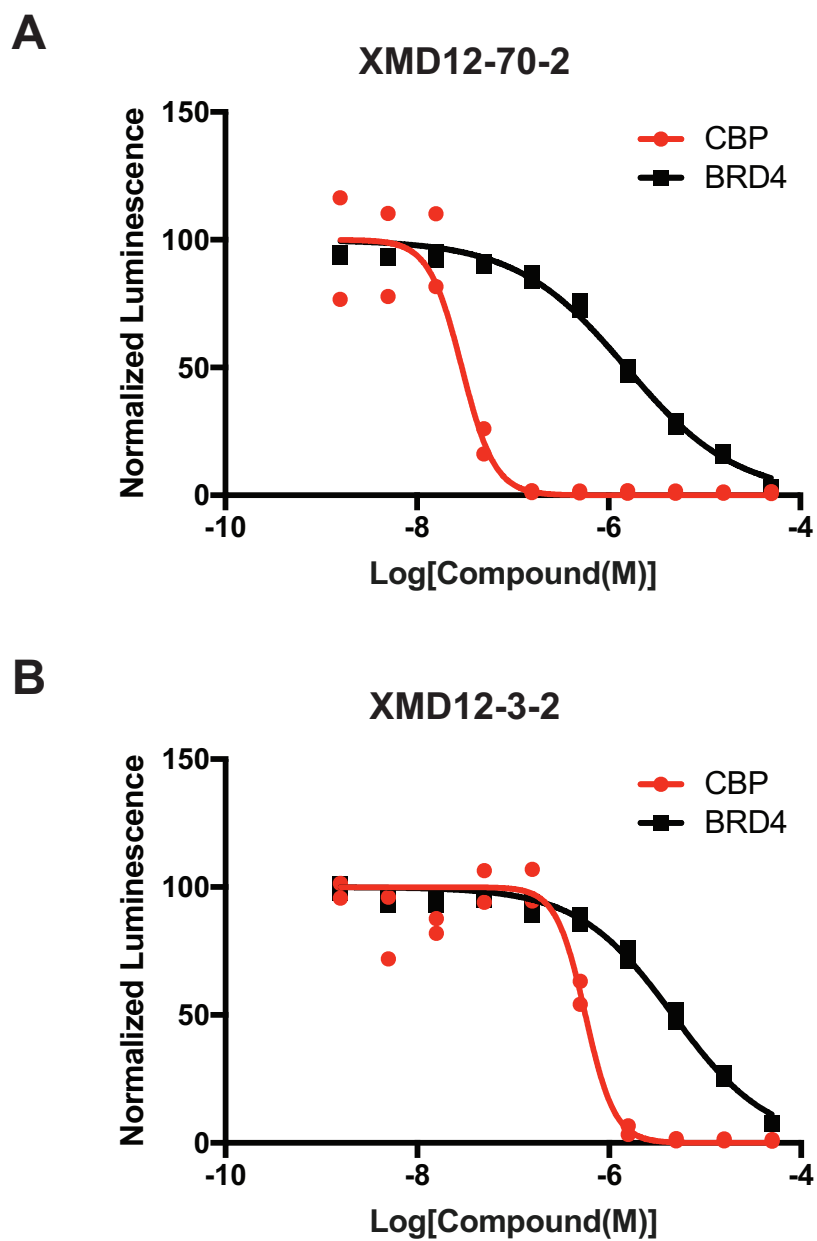 A
XMD12-70-2
150
100
50
0
Normalized Luminescence
CBP
BRD4
-10
-8
-6
-4
Log[Compound(M)]
B
XMD12-3-2
150
100
50
0
Normalized Luminescence
CBP
BRD4
-10
-8
-6
-4
Log[Compound(M)]